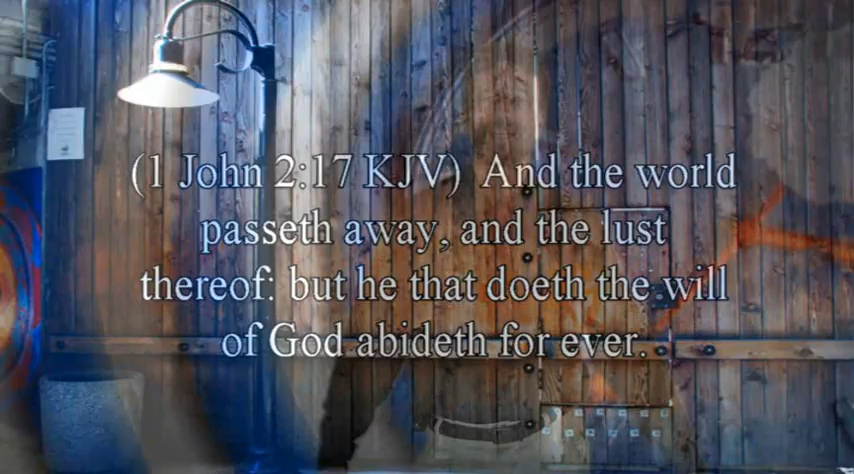 (1 John 2:17 KJV) And the world
passeth away, and the lust
thereof: but he that doeth the will
of God abideth for ever.